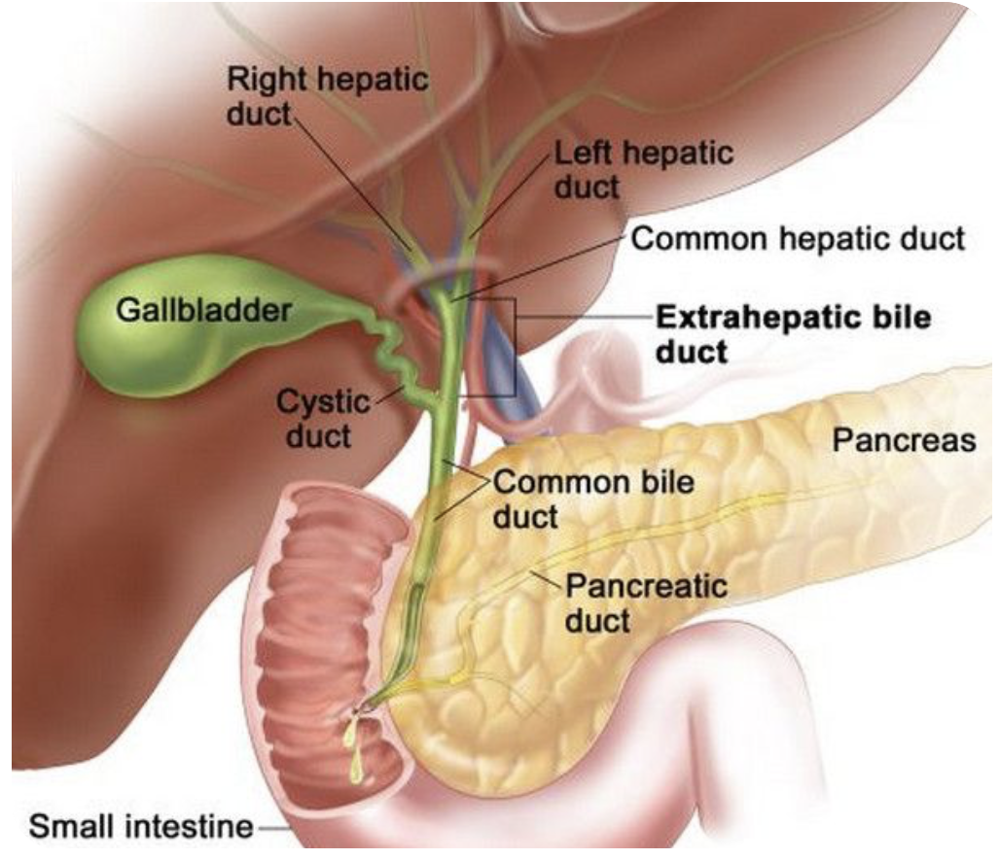 Right hepatic
duct
Left hepatic
duct
Common hepatic duct
Gallbladder
Extrahepatic bile
duct
Cystic
duct
Pancreas
Common bile
duct
Pancreatic
duct
Small intestine